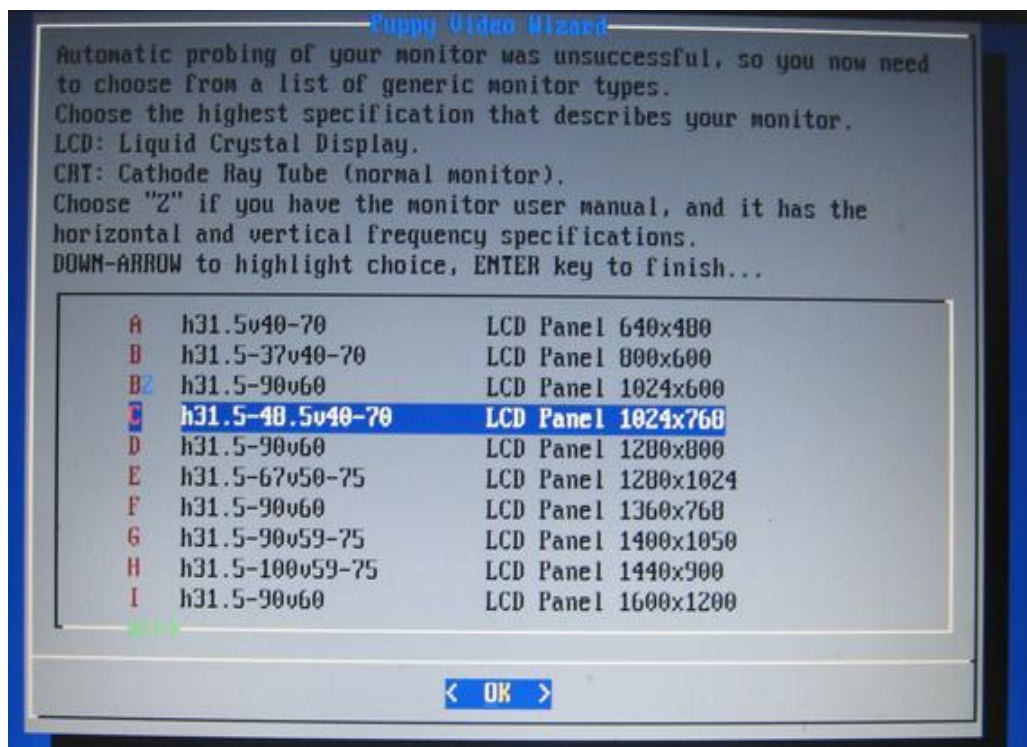 Puppy Video Wizard
Automatic probing of your monitor was unsuccessful, so you now need
to choose from a list of generic monitor types.
Choose the highest specification that describes your monitor.
LCD: Liquid Crystal Display.
CRT: Cathode Ray Tube (normal monitor).
Choose "Z" if you have the monitor user manual, and it has the
horizontal and vertical frequency specifications.
DOWN-ARROW to highlight choice, ENTER key to finish...
A h31.5v40-70 LCD Panel 640x480
B h31.5-37v40-70 LCD Panel 800x600
B2 h31.5-90v60 LCD Panel 1024x600
C h31.5-48.5v40-70 LCD Panel 1024x768
D h31.5-90v60 LCD Panel 1280x800
E h31.5-67v50-75 LCD Panel 1280x1024
F h31.5-90v60 LCD Panel 1360x768
G h31.5-90v59-75 LCD Panel 1400x1050
H h31.5-100v59-75 LCD Panel 1440x900
I h31.5-90v60 LCD Panel 1600x1200
< OK >